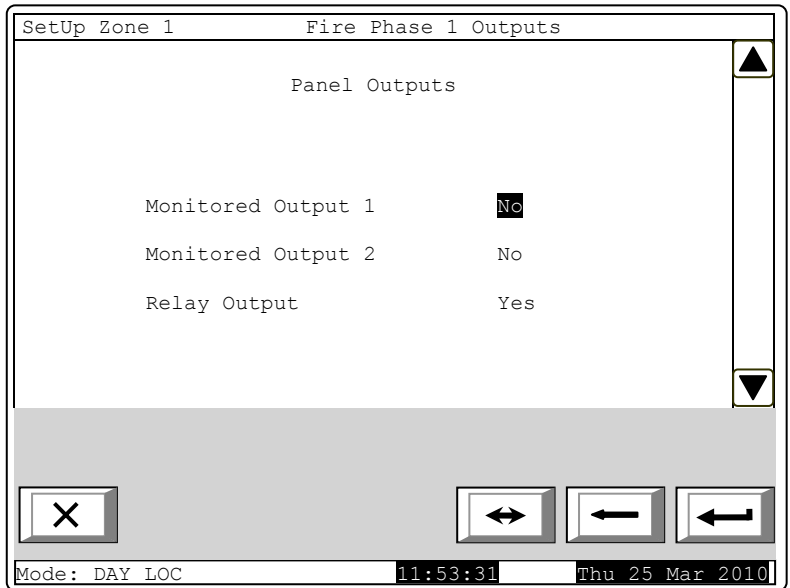 SetUp Zone 1 Fire Phase 1 Outputs
Panel Outputs
Monitored Output 1 No
Monitored Output 2 No
Relay Output Yes
Mode: DAY LOC 11:53:31 Thu 25 Mar 2010